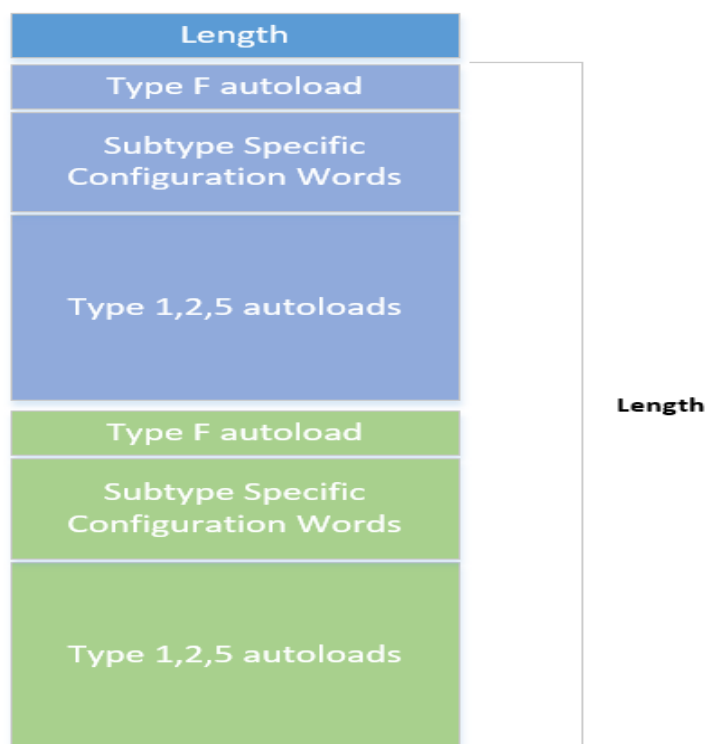 Length
Type F autoload
Subtype Specific
Configuration Words
Type 1,2,5 autoloads
Length
Type F autoload
Subtype Specific
Configuration Words
Type 1,2,5 autoloads